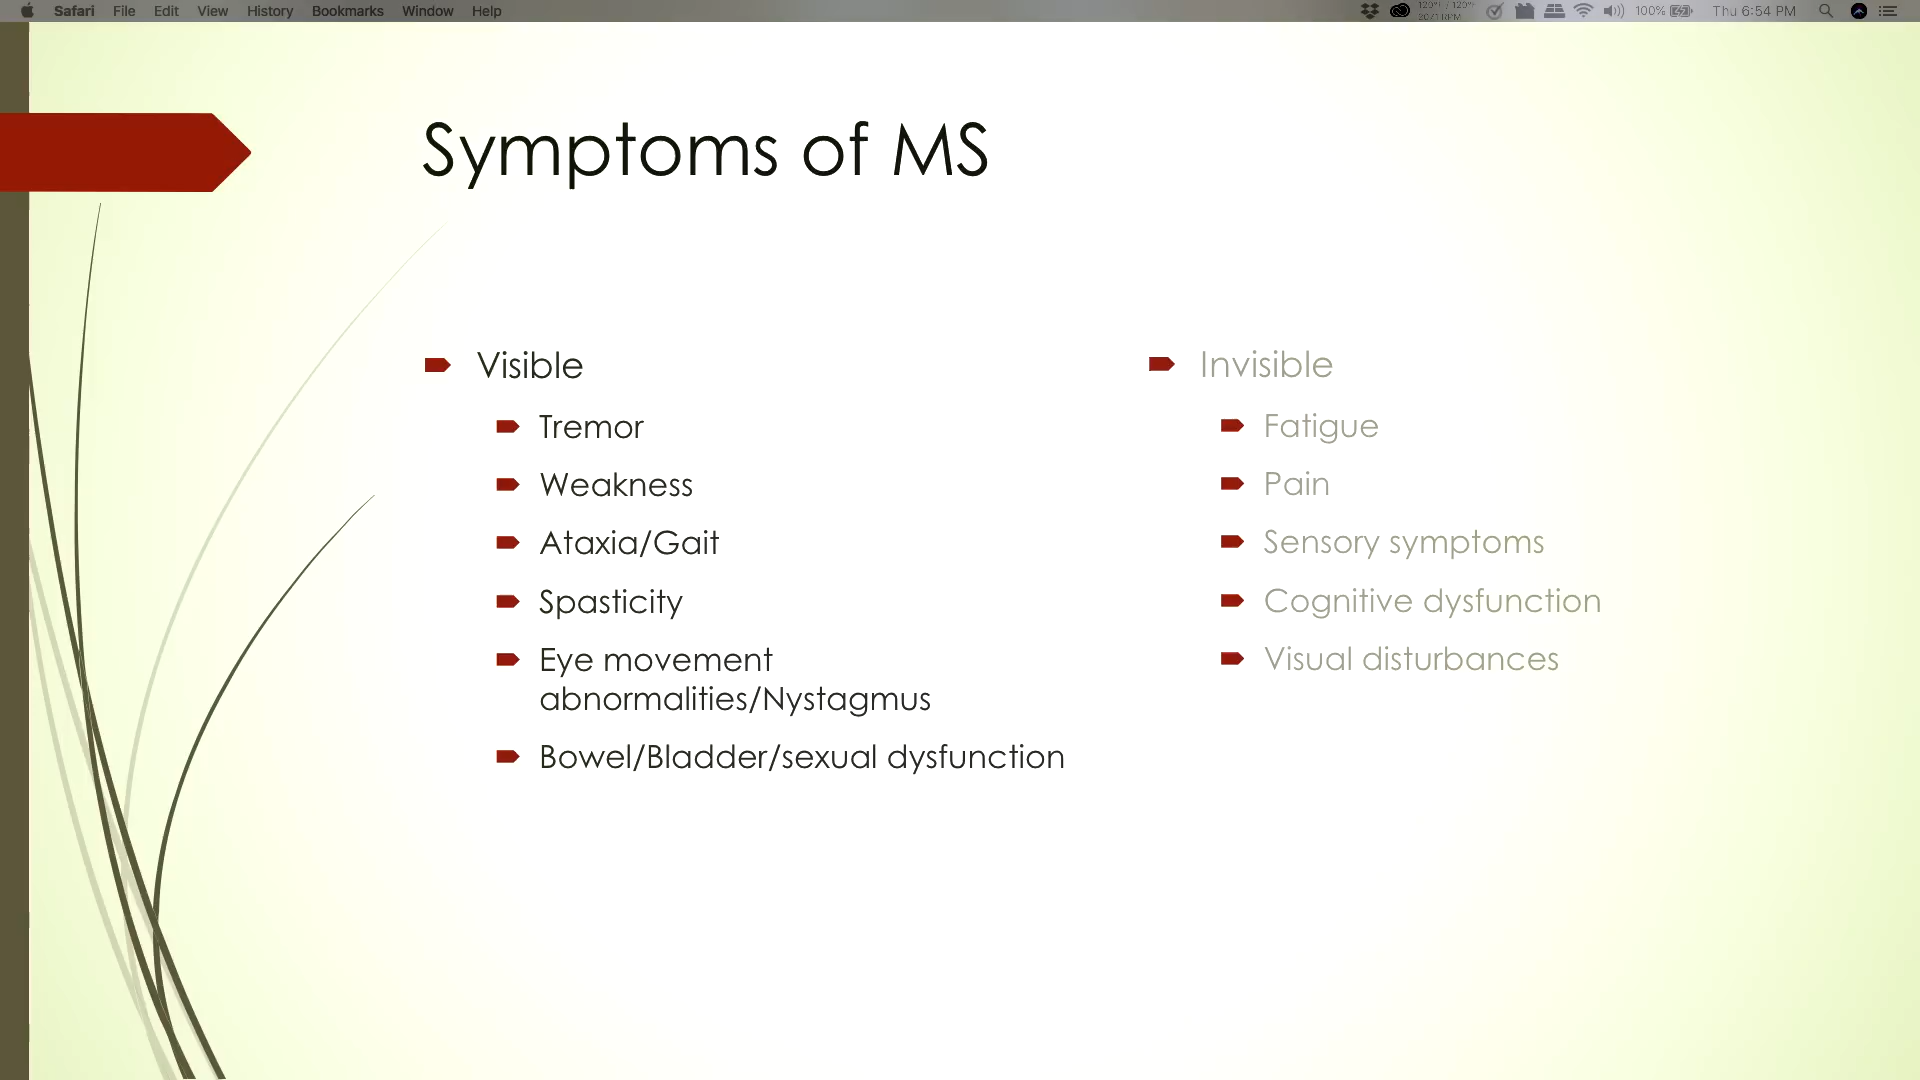 Safari File Edit View History Bookmarks Window Help
100% Thu 6:54 PM
Symptoms of MS
Visible
Tremor
Weakness
Ataxia/Gait
Spasticity
Eye movement
abnormalities/Nystagmus
Bowel/Bladder/sexual dysfunction
Invisible
Fatigue
Pain
Sensory symptoms
Cognitive dysfunction
Visual disturbances